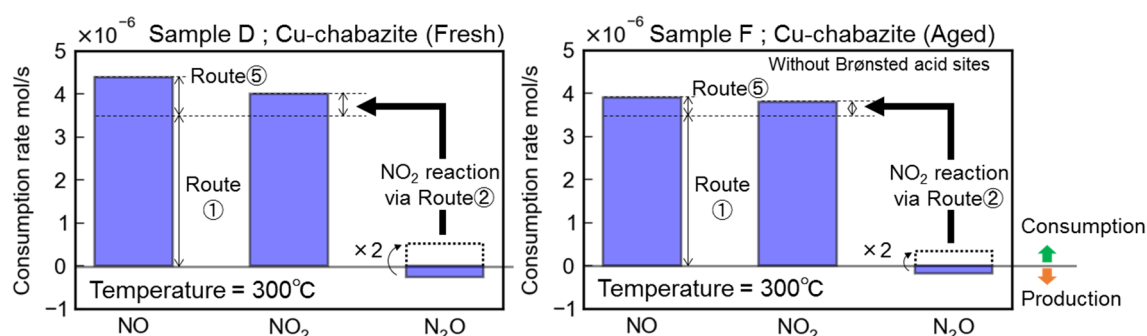 ×10⁻⁶ Sample D ; Cu-chabazite (Fresh)
Consumption rate mol/s
5
4
3
2
1
0
−1
Route⑤
Route
①
NO₂ reaction
via Route②
×2
Temperature = 300℃
NO
NO₂
N₂O
×10⁻⁶ Sample F ; Cu-chabazite (Aged)
Without Brønsted acid sites
Consumption rate mol/s
5
4
3
2
1
0
−1
Route⑤
Route
①
NO₂ reaction
via Route②
×2
Temperature = 300℃
NO
NO₂
N₂O
Consumption
Production